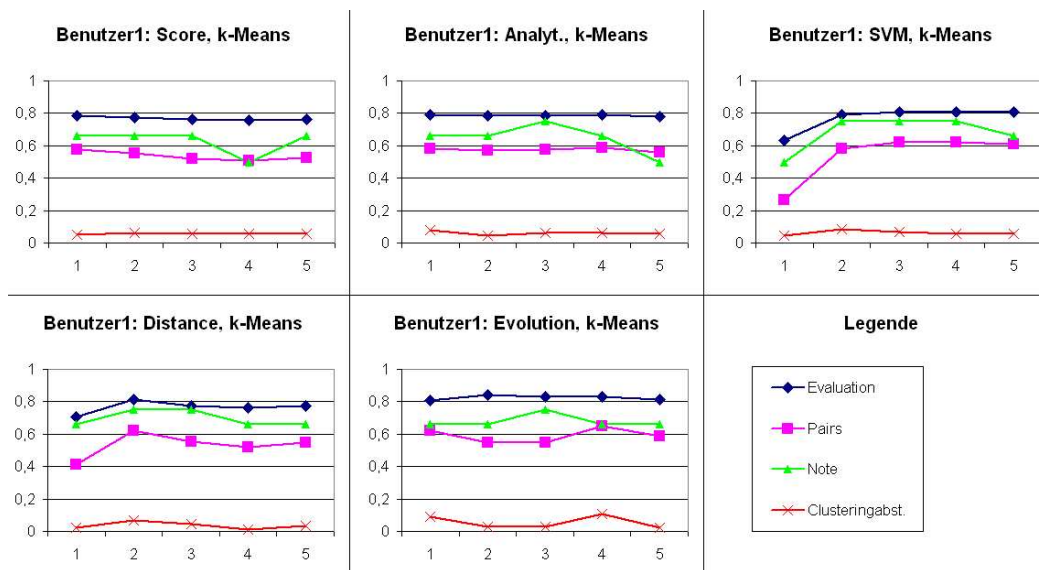 Benutzer1: Score, k-Means
1
0,8
0,6
0,4
0,2
0
1 2 3 4 5
Benutzer1: Analyt., k-Means
1
0,8
0,6
0,4
0,2
0
1 2 3 4 5
Benutzer1: SVM, k-Means
1
0,8
0,6
0,4
0,2
0
1 2 3 4 5
Benutzer1: Distance, k-Means
1
0,8
0,6
0,4
0,2
0
1 2 3 4 5
Benutzer1: Evolution, k-Means
1
0,8
0,6
0,4
0,2
0
1 2 3 4 5
Legende
Evaluation
Pairs
Note
Clusteringabst.